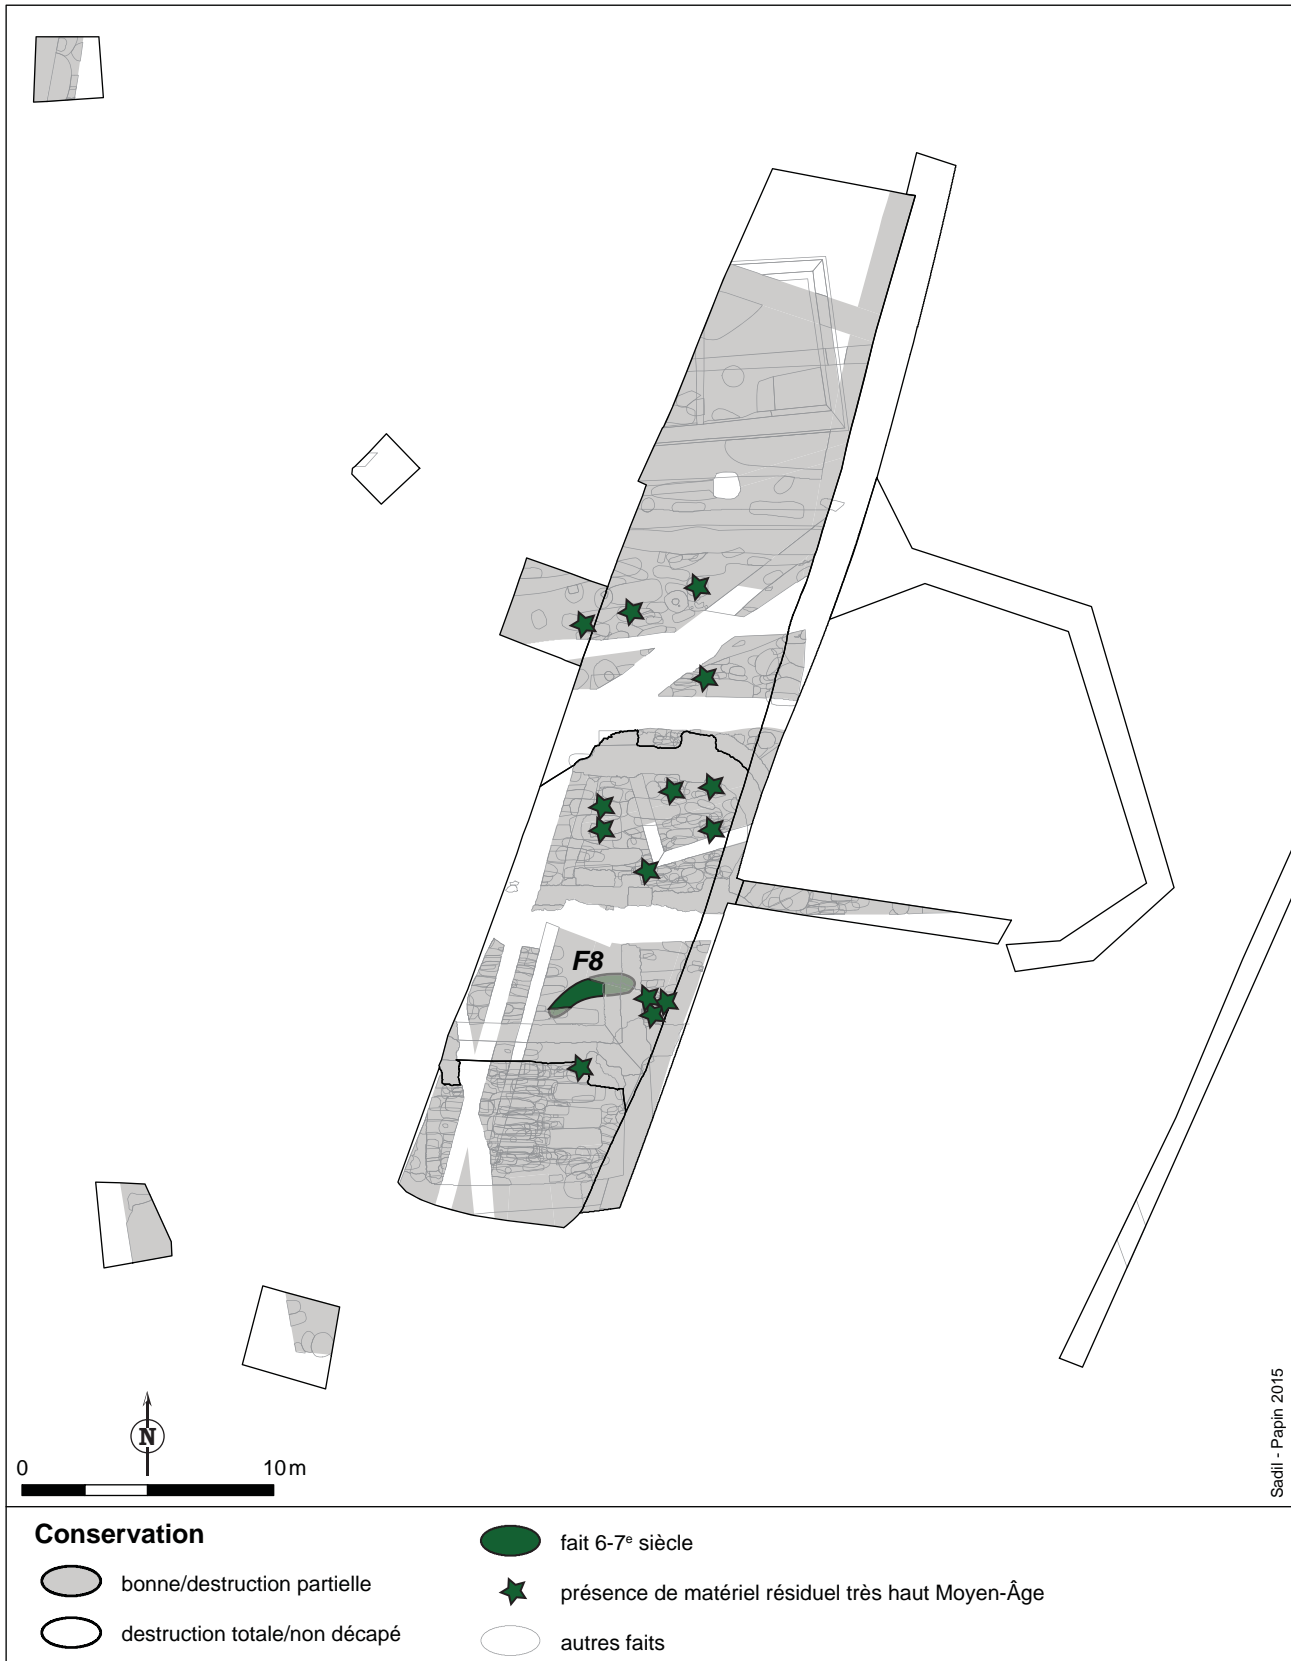 F8
N
0 10 m
Sadil - Papin 2015
Conservation
bonne/destruction partielle
destruction totale/non décapé
fait 6-7e siècle
présence de matériel résiduel très haut Moyen-Âge
autres faits